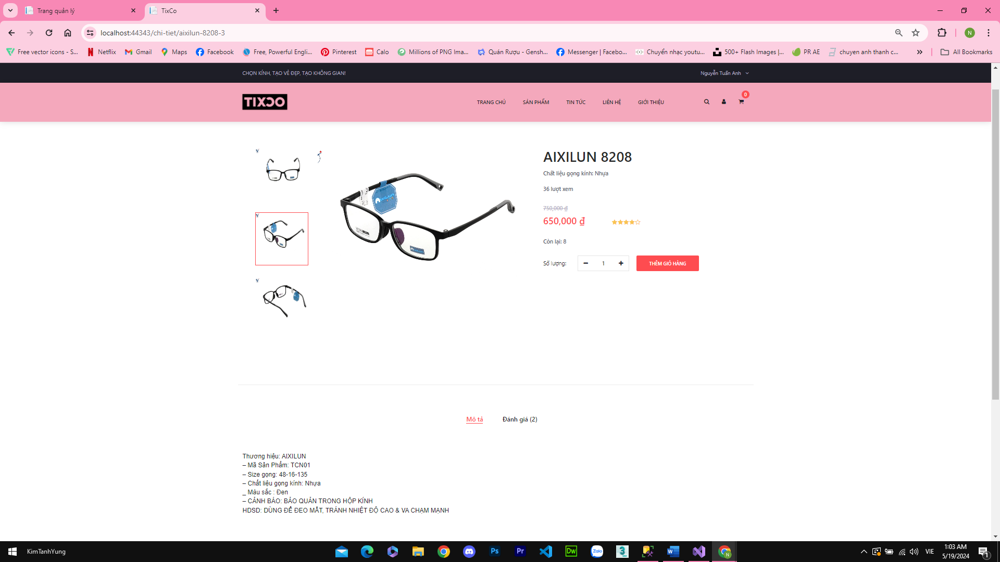 Trang quản lý
TixCo
localhost:44343/chi-tiet/aixilun-8208-3
N
Free vector icons - S...
Netflix
Gmail
Maps
Facebook
Free, Powerful Engli...
Pinterest
Calo
Millions of PNG Ima...
Quán Rượu - Gensh...
Messenger | Facebo...
Chuyển nhạc youtu...
500+ Flash Images |...
PR AE
chuyen anh thanh c...
All Bookmarks
CHỌN KÍNH, TẠO VẺ ĐẸP, TẠO KHÔNG GIAN!
Nguyễn Tuấn Anh
TIXCO
TRANG CHỦ
SẢN PHẨM
TIN TỨC
LIÊN HỆ
GIỚI THIỆU
0
AIXILUN 8208
Chất liệu gọng kính: Nhựa
36 lượt xem
750,000 ₫
650,000 ₫
Còn lại: 8
Số lượng:
1
THÊM GIỎ HÀNG
Mô tả
Đánh giá (2)
Thương hiệu: AIXILUN
– Mã Sản Phẩm: TCN01
– Size gọng: 48-16-135
– Chất liệu gọng kính: Nhựa
_ Màu sắc : Đen
– CẢNH BÁO: BẢO QUẢN TRONG HỘP KÍNH
HDSD: DÙNG ĐỂ ĐEO MẮT, TRÁNH NHIỆT ĐỘ CAO & VA CHẠM MẠNH
KimTanhYung
Ps
Pr
Dw
Zalo
3
W
N
VIE
1:03 AM
5/19/2024
1